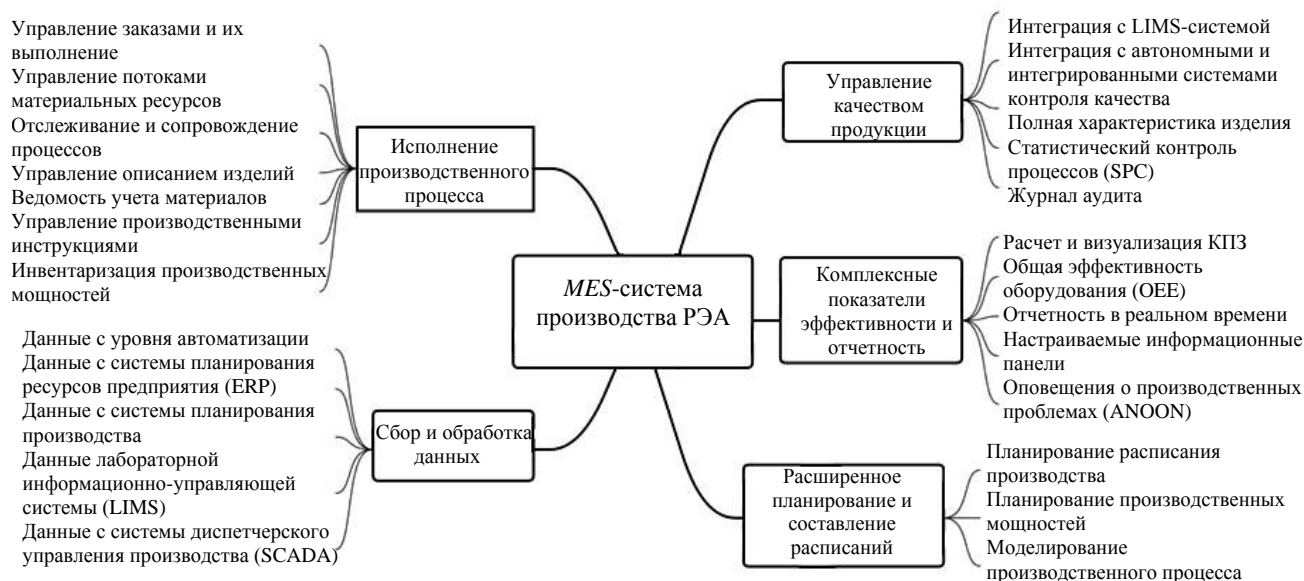 Управление заказами и их
выполнение
Управление потоками
материальных ресурсов
Отслеживание и сопровождение
процессов
Управление описанием изделий
Ведомость учета материалов
Управление производственными
инструкциями
Инвентаризация производственных
мощностей
Исполнение
производственного
процесса
Данные с уровня автоматизации
Данные с системы планирования
ресурсов предприятия (ERP)
Данные с системы планирования
производства
Данные лабораторной
информационно-управляющей
системы (LIMS)
Данные с системы диспетчерского
управления производства (SCADA)
Сбор и обработка
данных
MES-система
производства РЭА
Управление
качеством
продукции
Интеграция с LIMS-системой
Интеграция с автономными и
интегрированными системами
контроля качества
Полная характеристика изделия
Статистический контроль
процессов (SPC)
Журнал аудита
Комплексные
показатели
эффективности и
отчетность
Расчет и визуализация КПЗ
Общая эффективность
оборудования (OEE)
Отчетность в реальном времени
Настраиваемые информационные
панели
Оповещения о производственных
проблемах (ANOON)
Расширенное
планирование и
составление
расписаний
Планирование расписания
производства
Планирование производственных
мощностей
Моделирование
производственного процесса